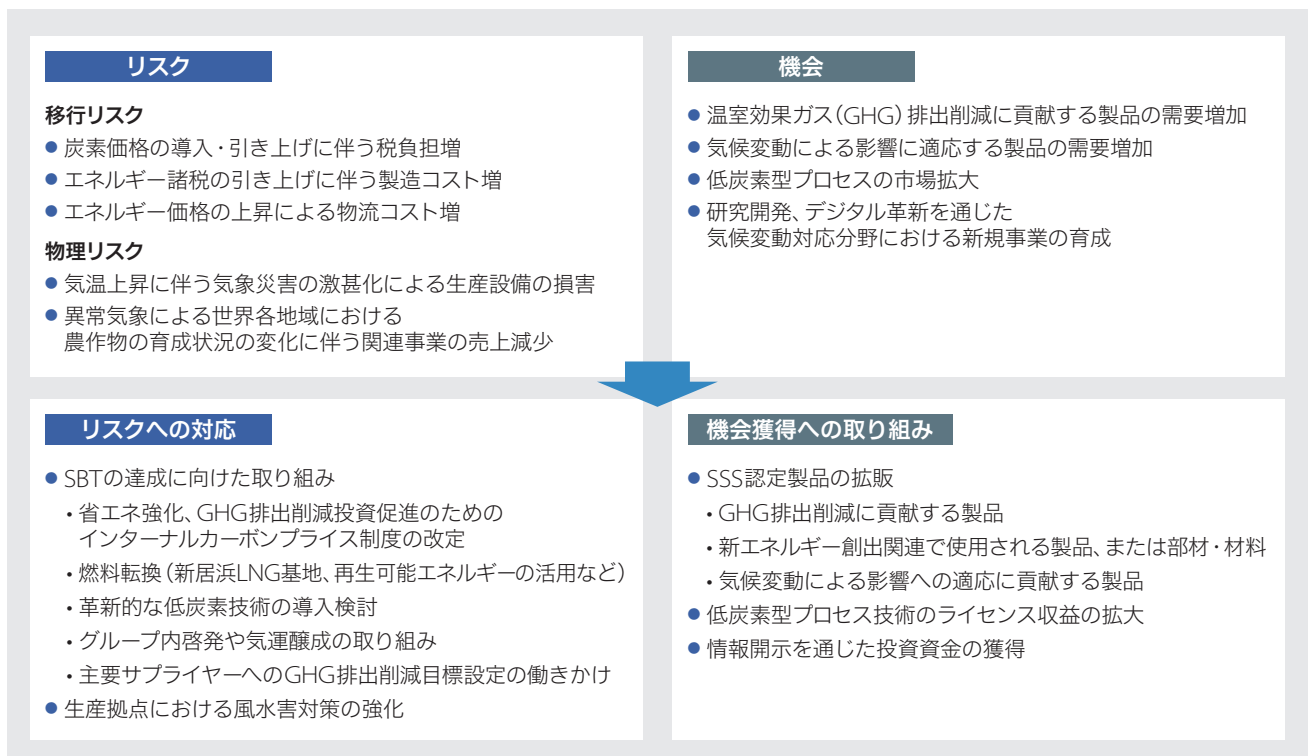 リスク
移行リスク
● 炭素価格の導入・引き上げに伴う税負担増
● エネルギー諸税の引き上げに伴う製造コスト増
● エネルギー価格の上昇による物流コスト増
物理リスク
● 気温上昇に伴う気象災害の激甚化による生産設備の損害
● 異常気象による世界各地域における
農作物の育成状況の変化に伴う関連事業の売上減少
機会
● 温室効果ガス(GHG)排出削減に貢献する製品の需要増加
● 気候変動による影響に適応する製品の需要増加
● 低炭素型プロセスの市場拡大
● 研究開発、デジタル革新を通じた
気候変動対応分野における新規事業の育成
リスクへの対応
● SBTの達成に向けた取り組み
・省エネ強化、GHG排出削減投資促進のための
インターナルカーボンプライス制度の改定
・燃料転換(新居浜LNG基地、再生可能エネルギーの活用など)
・革新的な低炭素技術の導入検討
・グループ内啓発や気運醸成の取り組み
・主要サプライヤーへのGHG排出削減目標設定の働きかけ
● 生産拠点における風水害対策の強化
機会獲得への取り組み
● SSS認定製品の拡販
・GHG排出削減に貢献する製品
・新エネルギー創出関連で使用される製品、または部材・材料
・気候変動による影響への適応に貢献する製品
● 低炭素型プロセス技術のライセンス収益の拡大
● 情報開示を通じた投資資金の獲得